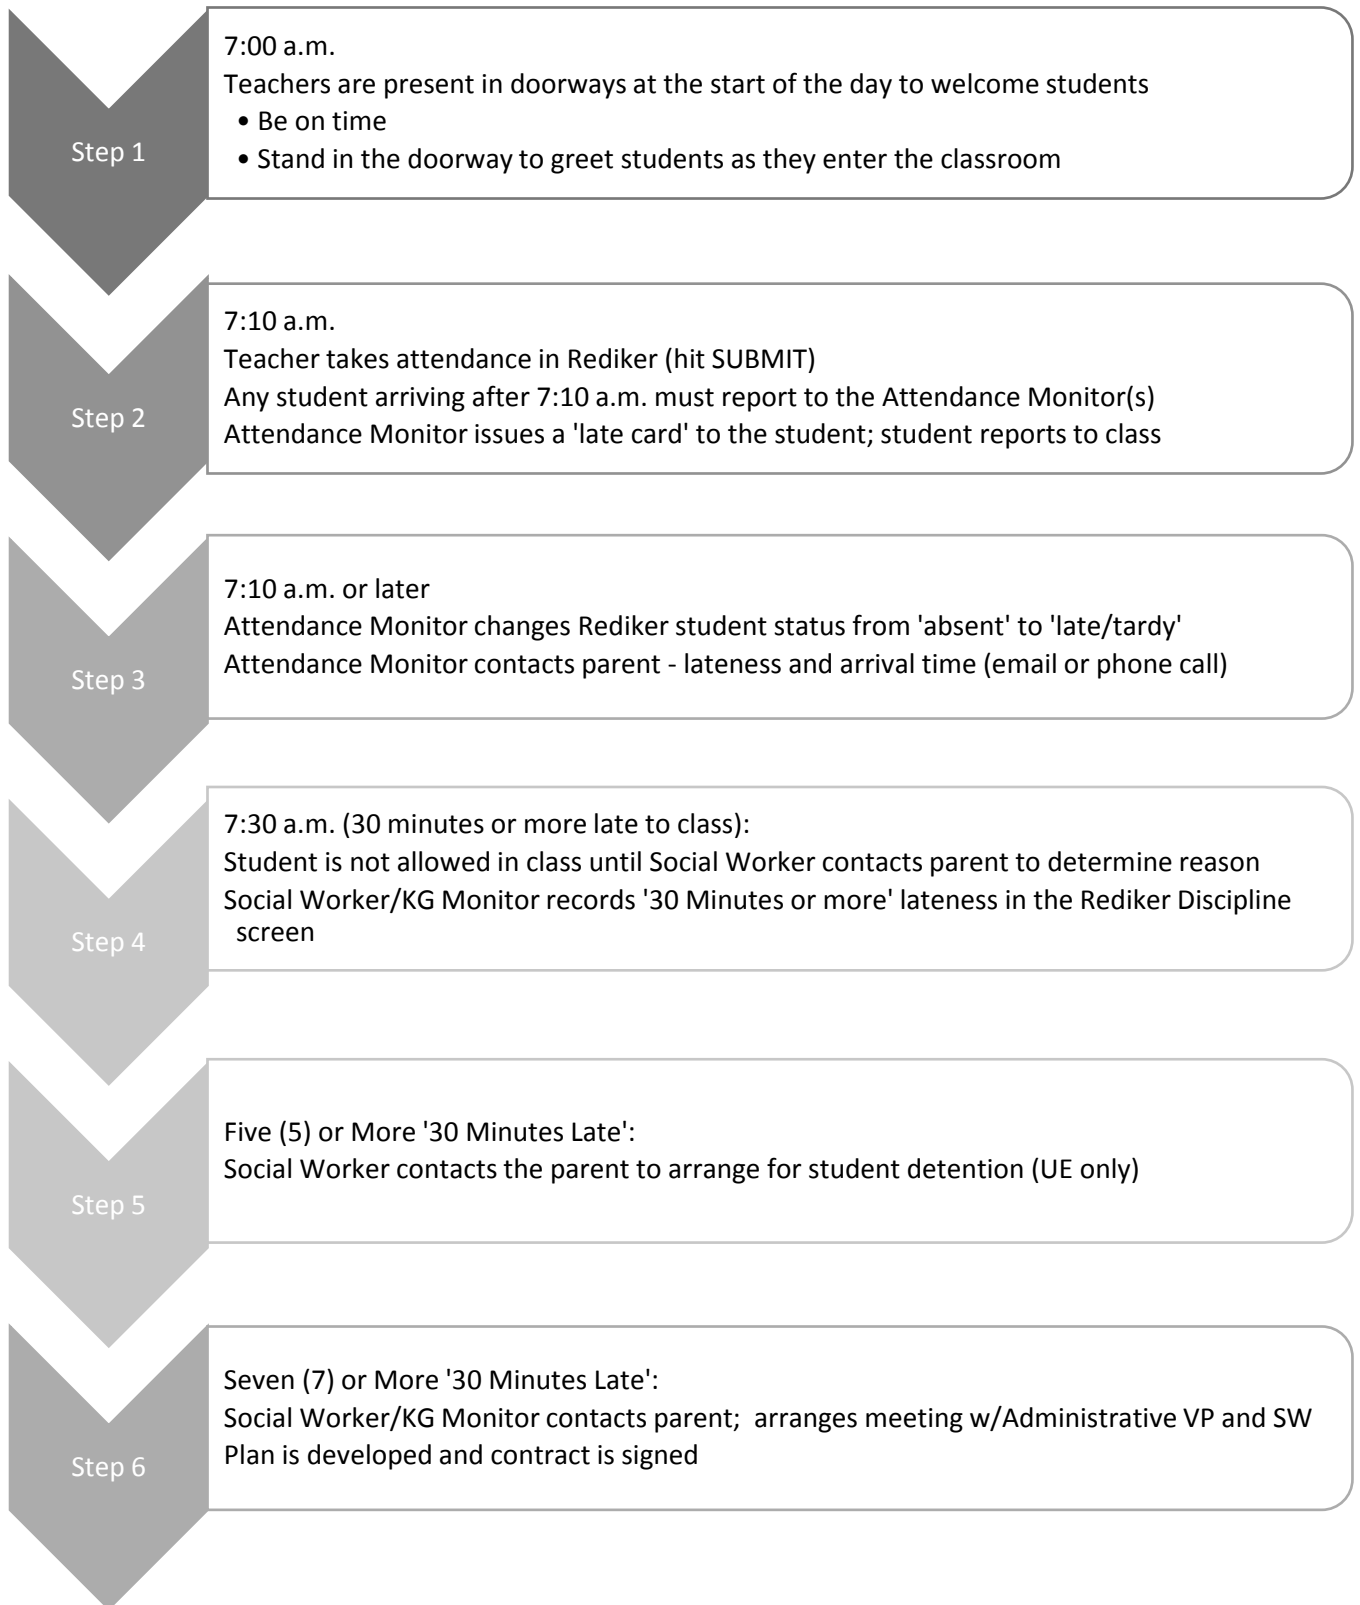 Step 1
7:00 a.m.
Teachers are present in doorways at the start of the day to welcome students
• Be on time
• Stand in the doorway to greet students as they enter the classroom
Step 2
7:10 a.m.
Teacher takes attendance in Rediker (hit SUBMIT)
Any student arriving after 7:10 a.m. must report to the Attendance Monitor(s)
Attendance Monitor issues a 'late card' to the student; student reports to class
Step 3
7:10 a.m. or later
Attendance Monitor changes Rediker student status from 'absent' to 'late/tardy'
Attendance Monitor contacts parent - lateness and arrival time (email or phone call)
Step 4
7:30 a.m. (30 minutes or more late to class):
Student is not allowed in class until Social Worker contacts parent to determine reason
Social Worker/KG Monitor records '30 Minutes or more' lateness in the Rediker Discipline
screen
Step 5
Five (5) or More '30 Minutes Late':
Social Worker contacts the parent to arrange for student detention (UE only)
Step 6
Seven (7) or More '30 Minutes Late':
Social Worker/KG Monitor contacts parent;  arranges meeting w/Administrative VP and SW
Plan is developed and contract is signed